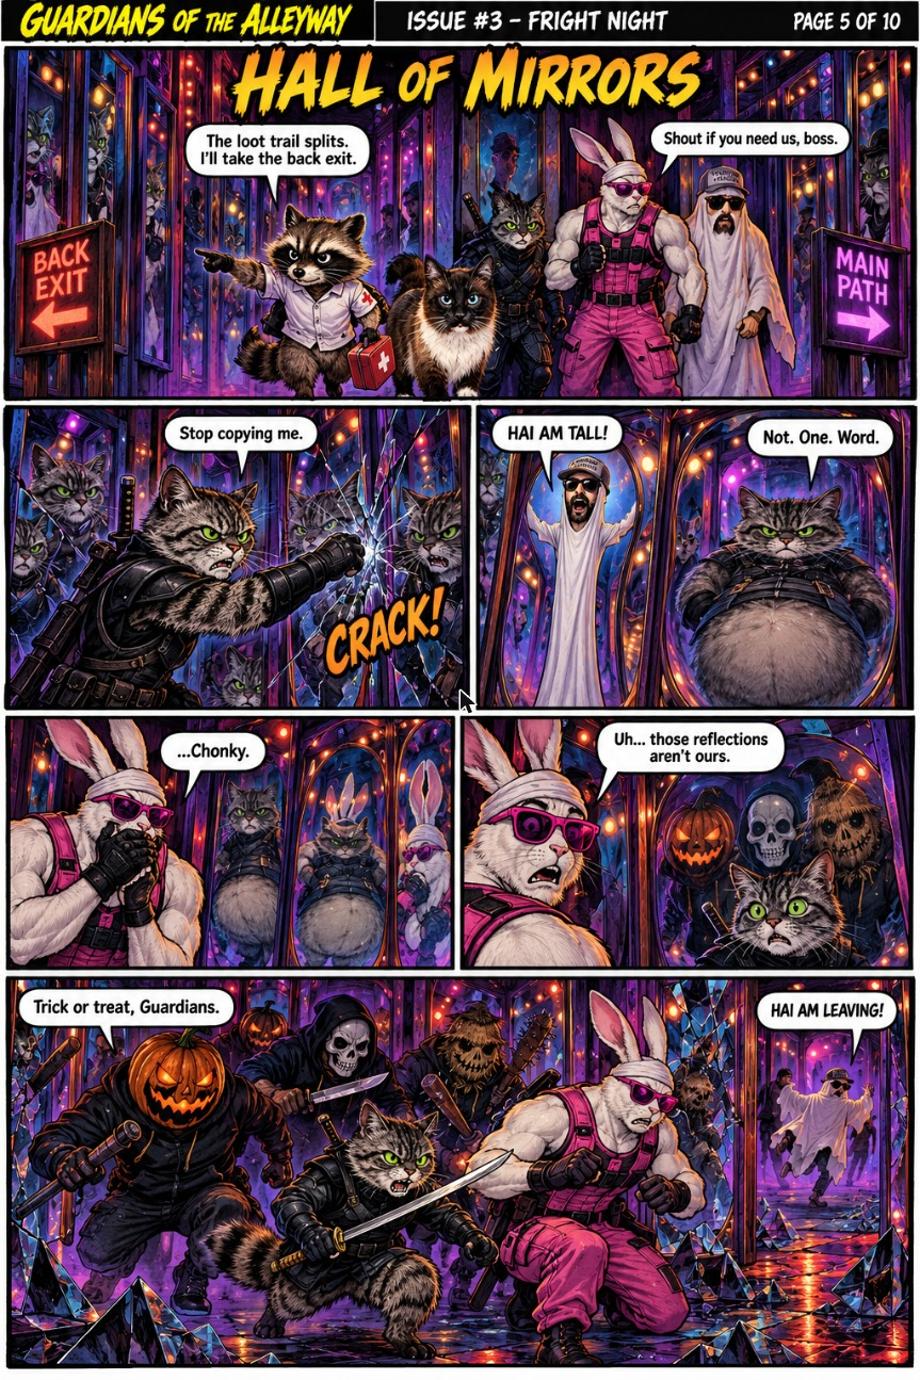 GUARDIANS OF THE ALLEYWAY
ISSUE #3 – FRIGHT NIGHT
PAGE 5 OF 10
HALL OF MIRRORS
The loot trail splits.
I'll take the back exit.
Shout if you need us, boss.
BACK
EXIT
MAIN
PATH
Stop copying me.
CRACK!
HAI AM TALL!
Not. One. Word.
...Chonky.
Uh... those reflections
aren't ours.
Trick or treat, Guardians.
HAI AM LEAVING!